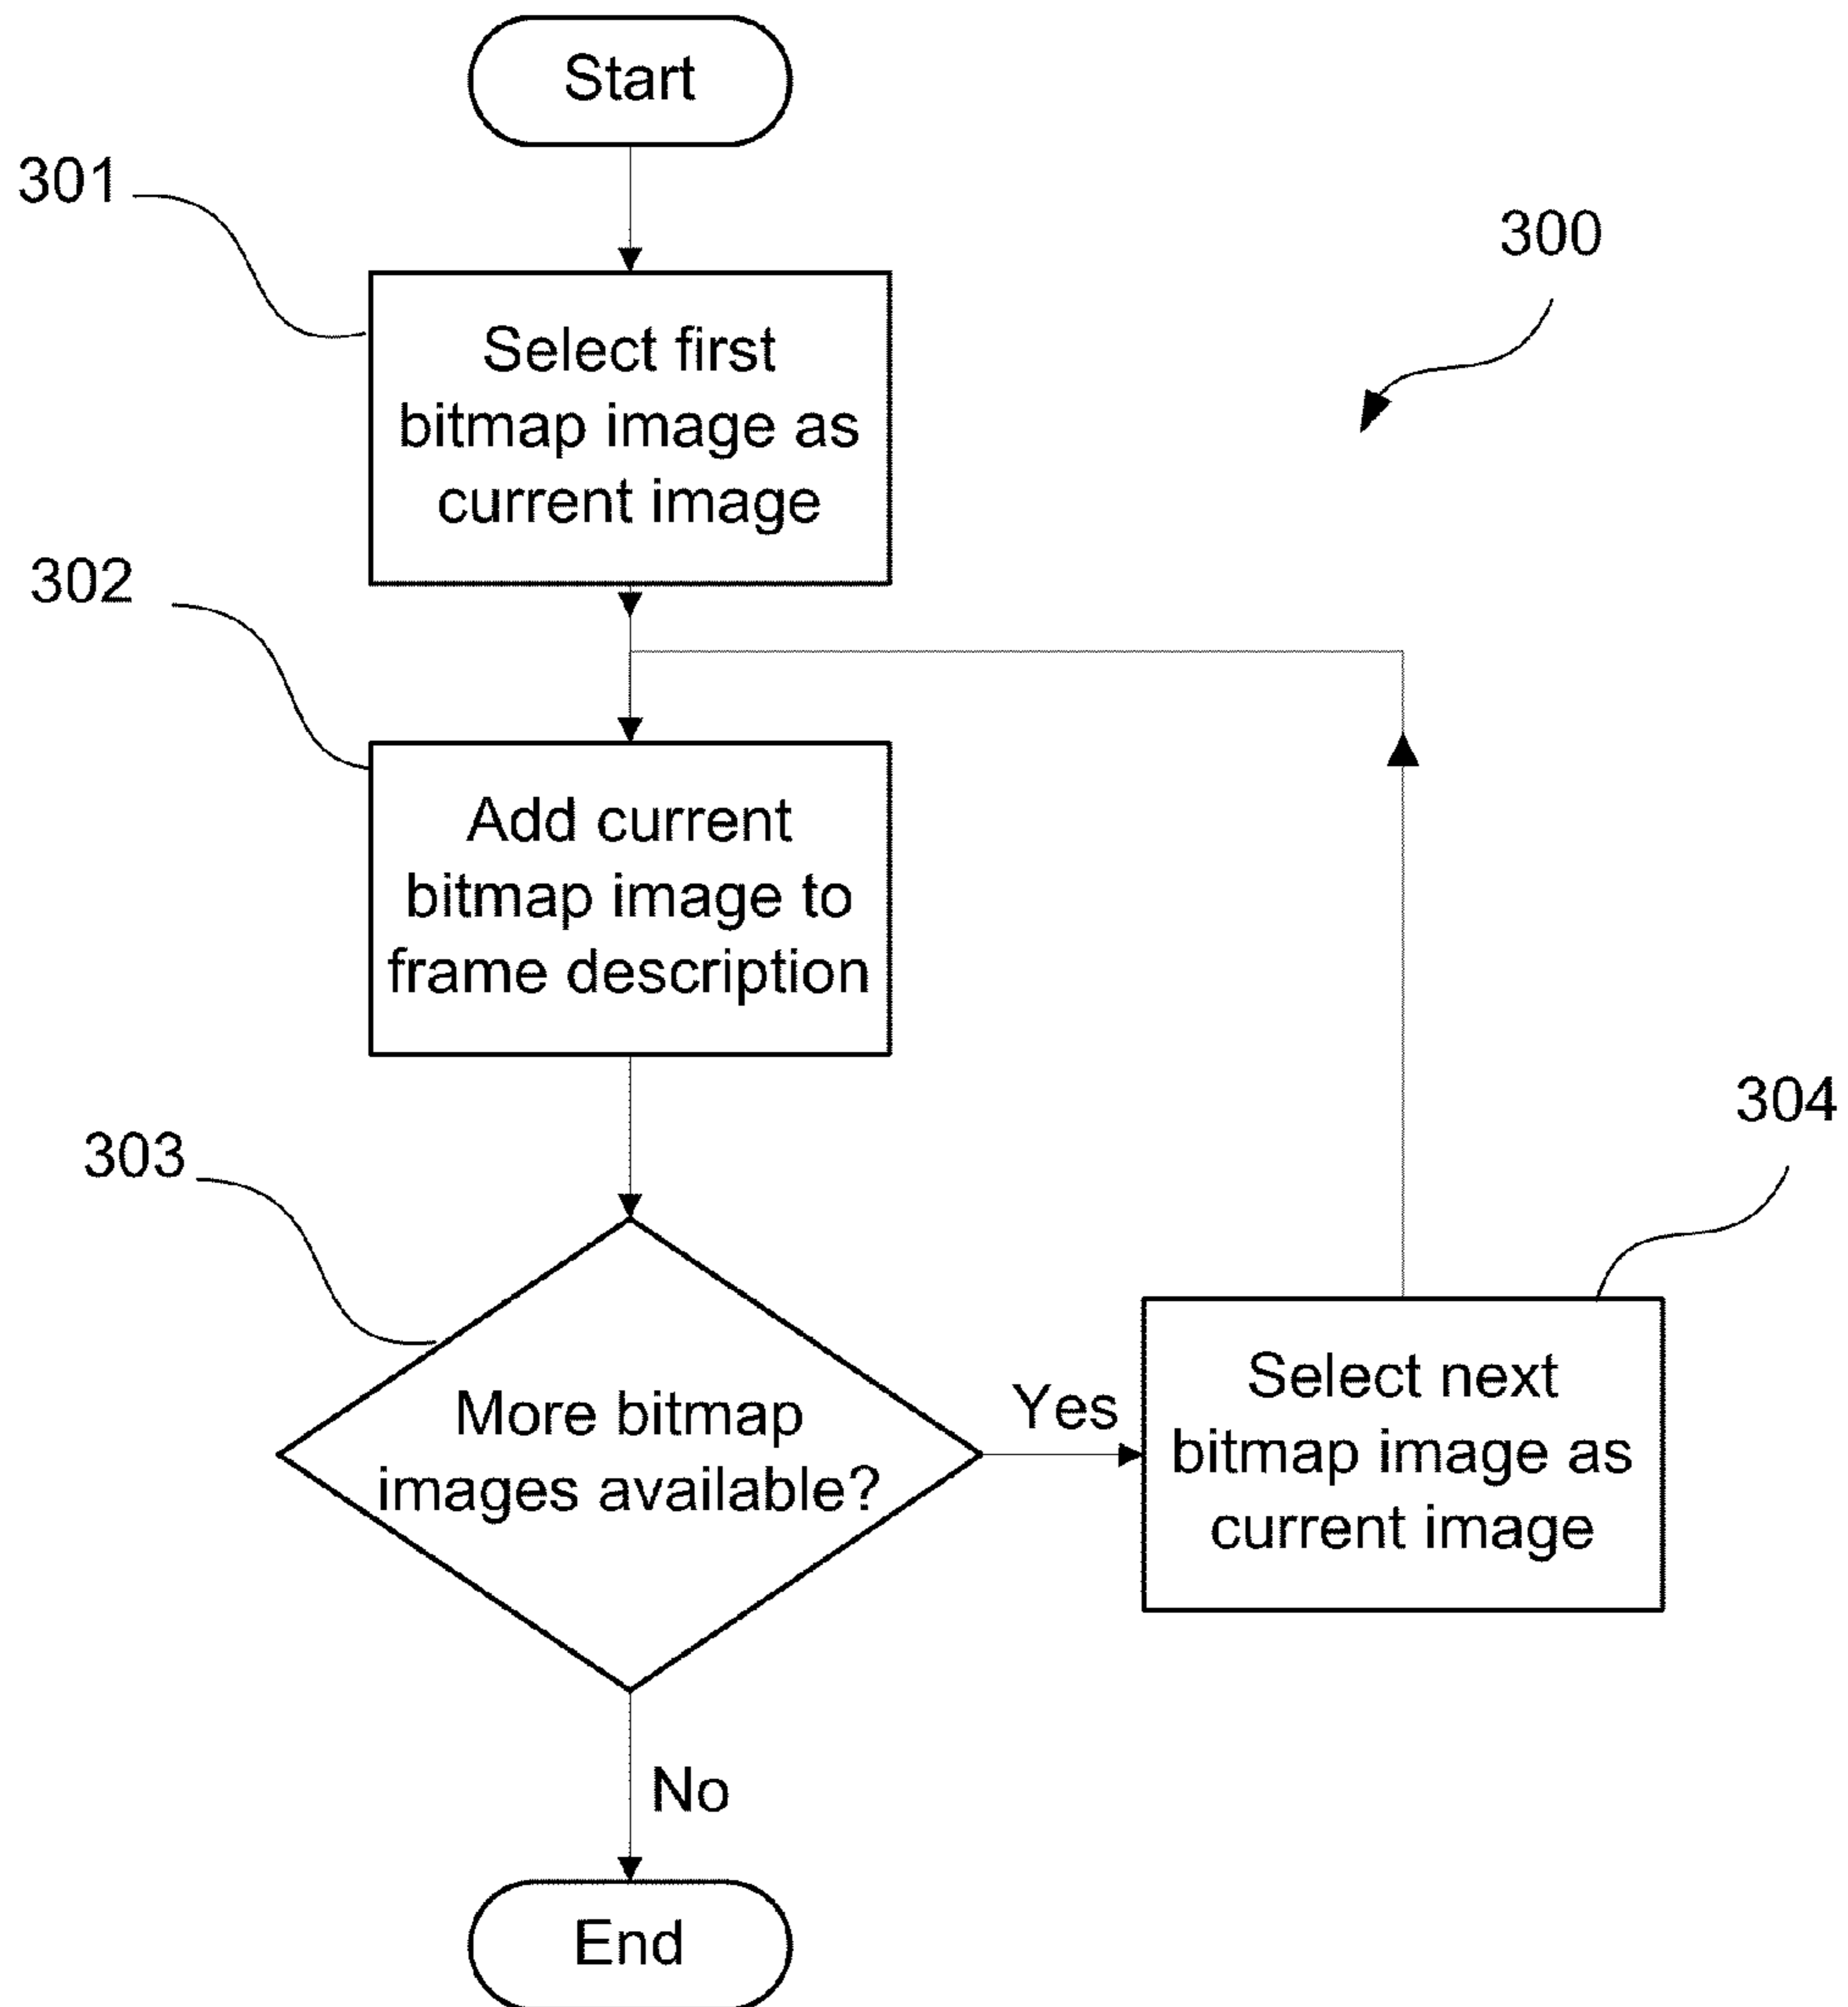 Start
301
300
Select first
bitmap image as
current image
302
Add current
bitmap image to
frame description
303
304
More bitmap
images available?
Yes
Select next
bitmap image as
current image
No
End